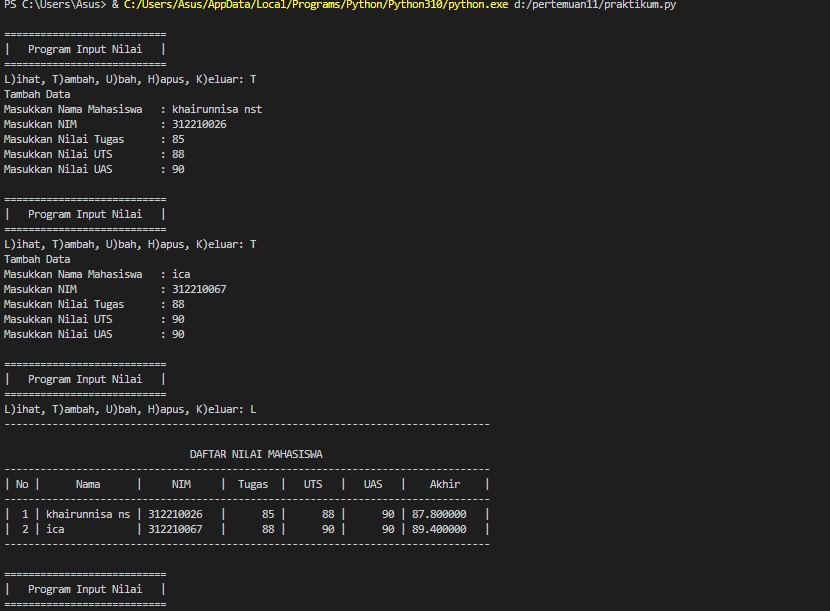 PS C:\Users\Asus> & C:/Users/Asus/AppData/Local/Programs/Python/Python310/python.exe d:/pertemuan11/praktikum.py
===========================
|   Program Input Nilai   |
===========================
L)ihat, T)ambah, U)bah, H)apus, K)eluar: T
Tambah Data
Masukkan Nama Mahasiswa   : khairunnisa nst
Masukkan NIM              : 312210026
Masukkan Nilai Tugas      : 85
Masukkan Nilai UTS        : 88
Masukkan Nilai UAS        : 90
===========================
|   Program Input Nilai   |
===========================
L)ihat, T)ambah, U)bah, H)apus, K)eluar: T
Tambah Data
Masukkan Nama Mahasiswa   : ica
Masukkan NIM              : 312210067
Masukkan Nilai Tugas      : 88
Masukkan Nilai UTS        : 90
Masukkan Nilai UAS        : 90
===========================
|   Program Input Nilai   |
===========================
L)ihat, T)ambah, U)bah, H)apus, K)eluar: L
---------------------------------------------------------------------------------
                               DAFTAR NILAI MAHASISWA
---------------------------------------------------------------------------------
| No |      Nama      |     NIM     |  Tugas  |   UTS   |   UAS   |    Akhir    |
---------------------------------------------------------------------------------
|  1 | khairunnisa ns | 312210026   |      85 |      88 |      90 | 87.800000   |
|  2 | ica            | 312210067   |      88 |      90 |      90 | 89.400000   |
---------------------------------------------------------------------------------
===========================
|   Program Input Nilai   |
===========================